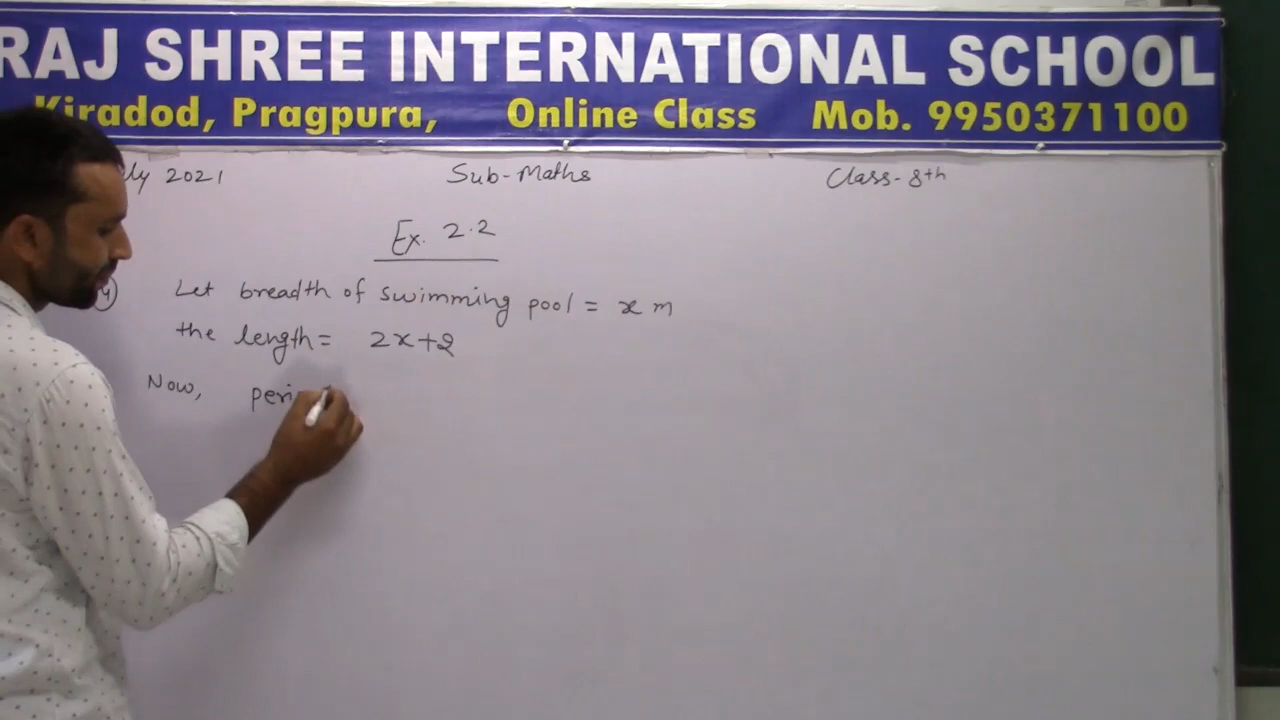 RAJ SHREE INTERNATIONAL SCHOOL
Kiradod, Pragpura, Online Class Mob. 9950371100
2021 Sub-Maths Class-8th
Ex. 2.2
Let breadth of swimming pool = x m
the length = 2x+2
Now,